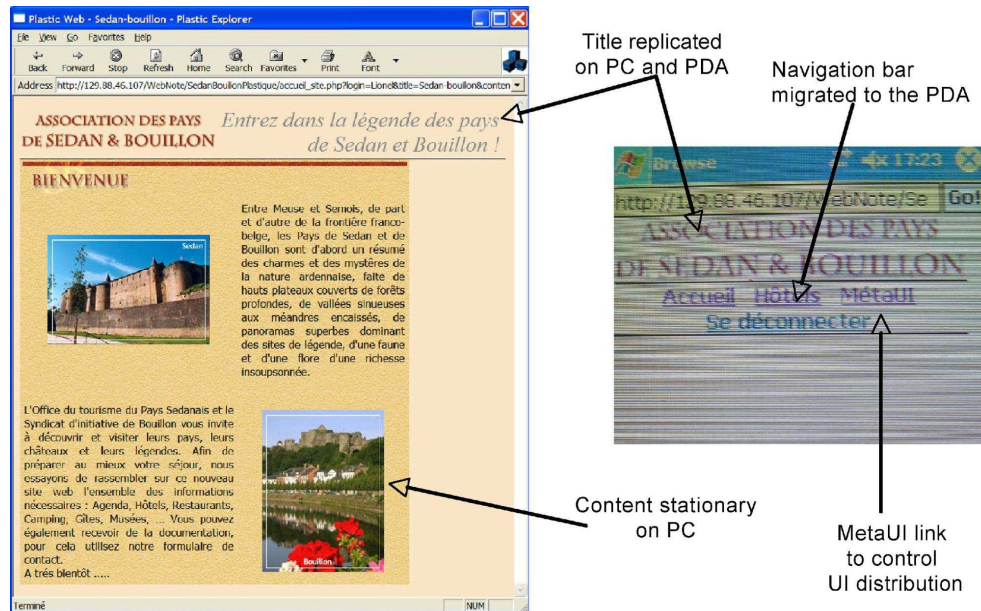 Plastic Web - Sedan-bouillon - Plastic Explorer
File View Go Favorites Help
Back Forward Stop Refresh Home Search Favorites Print Font
Address http://129.88.46.107/WebNote/SedanBouillonPlastique/accueil_site.php?login=Lionel&title=Sedan-bouillon&conten
ASSOCIATION DES PAYS
DE SEDAN & BOUILLON
Entrez dans la légende des pays
de Sedan et Bouillon !
BIENVENUE
Sedan
Entre Meuse et Semois, de part
et d'autre de la frontière franco-
belge, les Pays de Sedan et de
Bouillon sont d'abord un résumé
des charmes et des mystères de
la nature ardennaise, faite de
hauts plateaux couverts de forêts
profondes, de vallées sinueuses
aux méandres encaissés, de
panoramas superbes dominant
des sites de légende, d'une faune
et d'une flore d'une richesse
insoupsonnée.
L'Office du tourisme du Pays Sedanais et le
Syndicat d'initiative de Bouillon vous invite
à découvrir et visiter leurs pays, leurs
châteaux et leurs légendes. Afin de
préparer au mieux votre séjour, nous
essayons de rassembler sur ce nouveau
site web l'ensemble des informations
nécessaires : Agenda, Hôtels, Restaurants,
Camping, Gîtes, Musées, ... Vous pouvez
également recevoir de la documentation,
pour cela utilisez notre formulaire de
contact.
A trés bientôt .....
Bouillon
Terminé
NUM
Title replicated
on PC and PDA
Navigation bar
migrated to the PDA
Browse 17:23
http://129.88.46.107/WebNote/Se Go!
ASSOCIATION DES PAYS
DE SEDAN & BOUILLON
Accueil Hôtels MétaUI
Se déconnecter
Content stationary
on PC
MetaUI link
to control
UI distribution